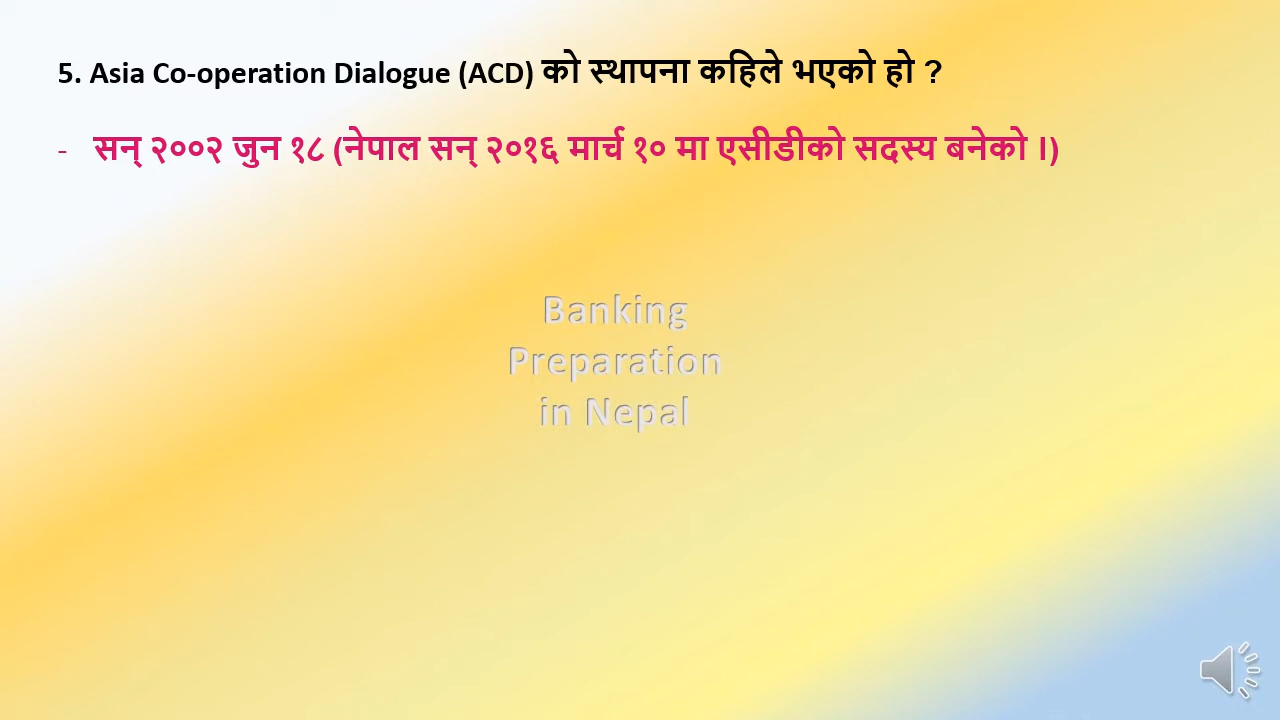 5. Asia Co-operation Dialogue (ACD) को स्थापना कहिले भएको हो ?
- सन् २००२ जुन १८ (नेपाल सन् २०१६ मार्च १० मा एसीडीको सदस्य बनेको ।)
Banking
Preparation
in Nepal